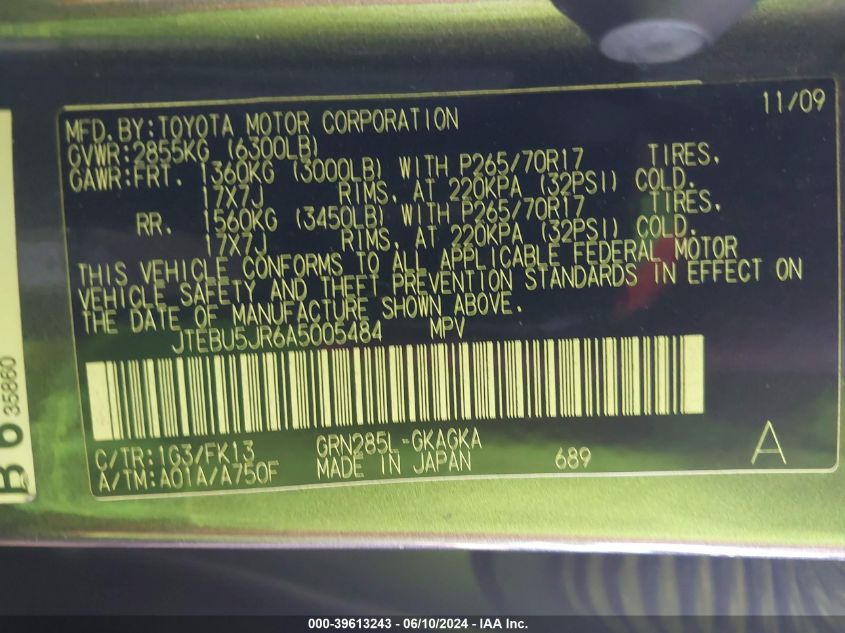 11/09
MFD. BY: TOYOTA MOTOR CORPORATION
GVWR: 2855KG (6300LB)
GAWR: FRT. 1360KG (3000LB) WITH P265/70R17 TIRES,
17X7J RIMS, AT 220KPA (32PSI) COLD.
RR. 1560KG (3450LB) WITH P265/70R17 TIRES,
17X7J RIMS, AT 220KPA (32PSI) COLD.
THIS VEHICLE CONFORMS TO ALL APPLICABLE FEDERAL MOTOR
VEHICLE SAFETY AND THEFT PREVENTION STANDARDS IN EFFECT ON
THE DATE OF MANUFACTURE SHOWN ABOVE.
JTEBU5JR6A5005484 MPV
C/TR: 1G3/FK13 GRN285L-GKAGKA
A/TM: A01A/A750F MADE IN JAPAN 689 A
35860
000-39613243 - 06/10/2024 - IAA Inc.